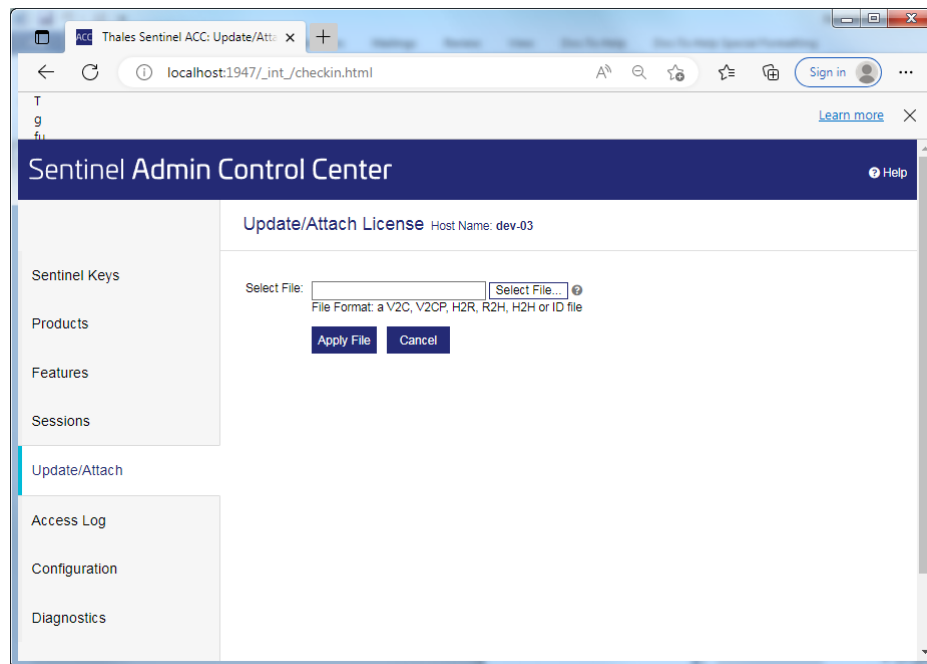 ACC Thales Sentinel ACC: Update/Atta
localhost:1947/_int_/checkin.html
Sign in
T
g
fu
Learn more
Sentinel Admin Control Center
Help
Update/Attach License Host Name: dev-03
Sentinel Keys
Products
Features
Sessions
Update/Attach
Access Log
Configuration
Diagnostics
Select File: Select File...
File Format: a V2C, V2CP, H2R, R2H, H2H or ID file
Apply File Cancel